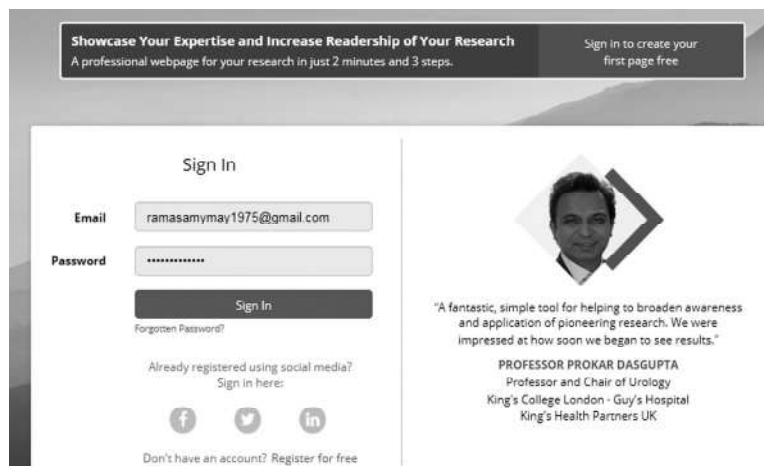 Showcase Your Expertise and Increase Readership of Your Research
A professional webpage for your research in just 2 minutes and 3 steps.
Sign in to create your
first page free
Sign In
Email
ramasamymay1975@gmail.com
Password
•••••••••••••
Sign In
Forgotten Password?
Already registered using social media?
Sign in here:
f
in
Don't have an account? Register for free
"A fantastic, simple tool for helping to broaden awareness
and application of pioneering research. We were
impressed at how soon we began to see results."
PROFESSOR PROKAR DASGUPTA
Professor and Chair of Urology
King's College London - Guy's Hospital
King's Health Partners UK